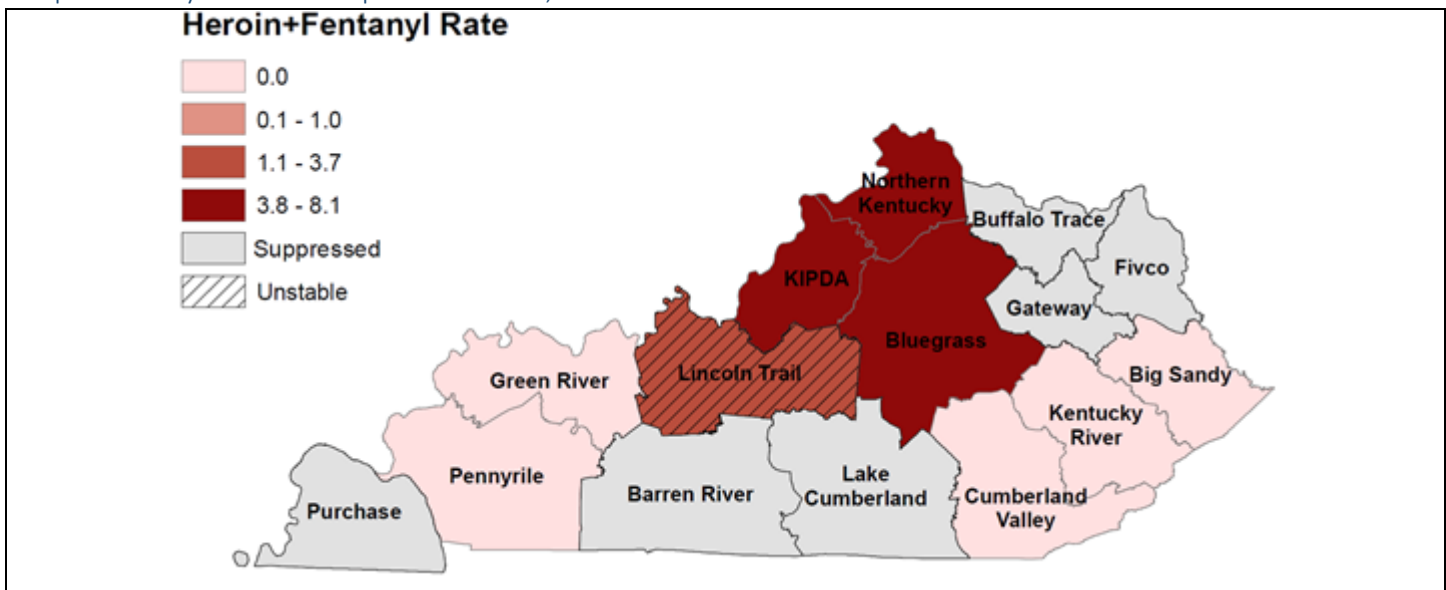 Heroin+Fentanyl Rate
0.0
0.1 - 1.0
1.1 - 3.7
3.8 - 8.1
Suppressed
Unstable
Northern
Kentucky
Buffalo Trace
Fivco
KIPDA
Gateway
Bluegrass
Lincoln Trail
Green River
Big Sandy
Kentucky
River
Pennyrile
Lake
Cumberland
Barren River
Cumberland
Valley
Purchase